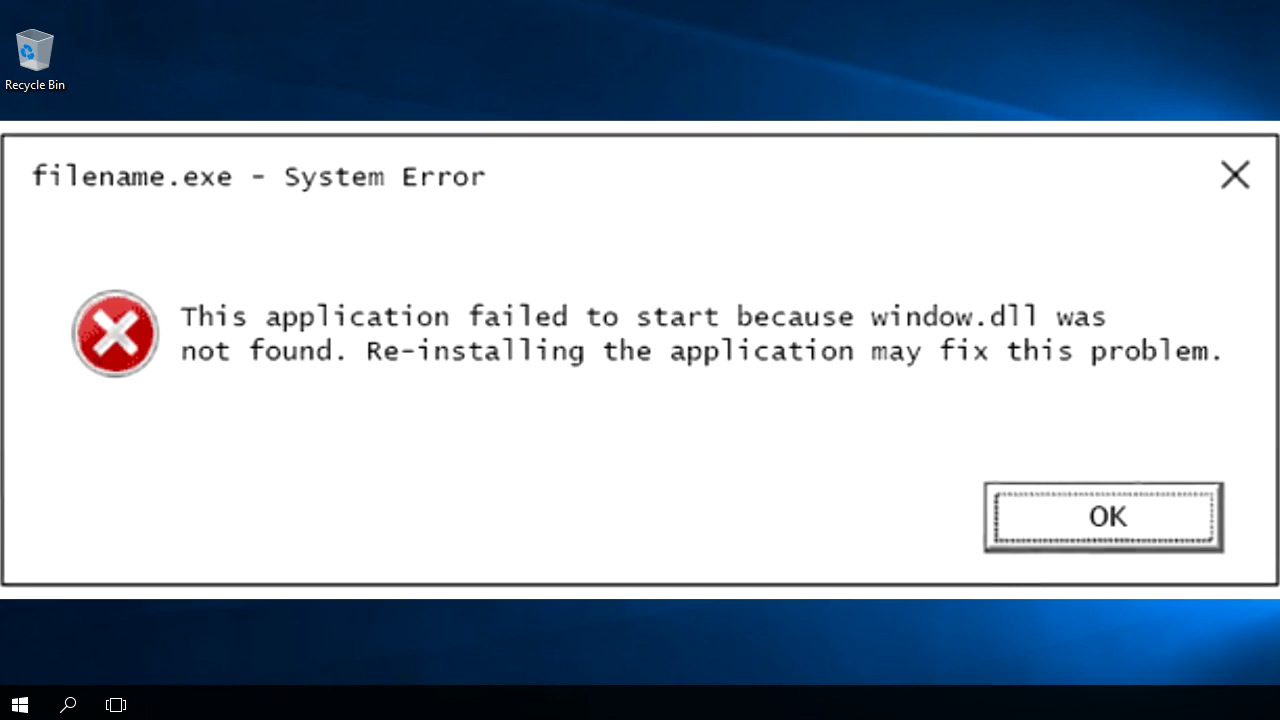 Recycle Bin
filename.exe - System Error
This application failed to start because window.dll was
not found. Re-installing the application may fix this problem.
OK